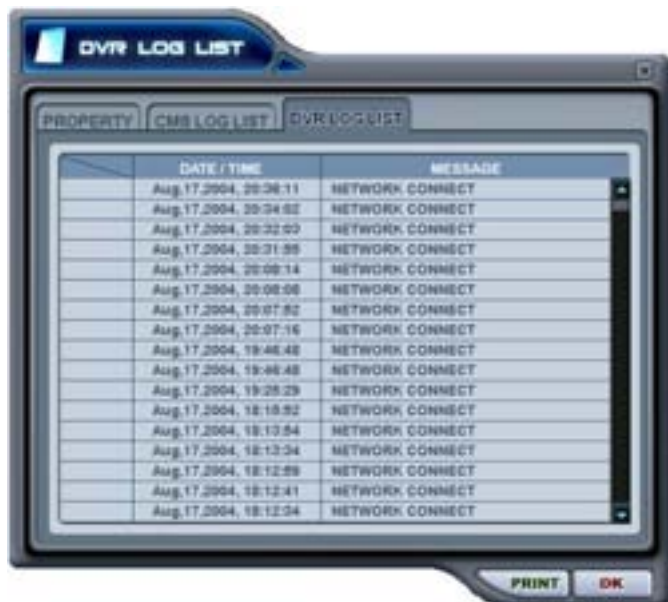 DVR LOG LIST
PROPERTY CMS LOG LIST DVR LOG LIST
DATE / TIME MESSAGE
Aug,17,2004, 20:36:11 NETWORK CONNECT
Aug,17,2004, 20:34:02 NETWORK CONNECT
Aug,17,2004, 20:32:03 NETWORK CONNECT
Aug,17,2004, 20:31:55 NETWORK CONNECT
Aug,17,2004, 20:08:14 NETWORK CONNECT
Aug,17,2004, 20:08:08 NETWORK CONNECT
Aug,17,2004, 20:07:52 NETWORK CONNECT
Aug,17,2004, 20:07:16 NETWORK CONNECT
Aug,17,2004, 19:46:48 NETWORK CONNECT
Aug,17,2004, 19:46:48 NETWORK CONNECT
Aug,17,2004, 19:25:29 NETWORK CONNECT
Aug,17,2004, NETWORK CONNECT
Aug,17,2004, 18:13:54 NETWORK CONNECT
Aug,17,2004, 18:13:34 NETWORK CONNECT
Aug,17,2004, 18:12:59 NETWORK CONNECT
Aug,17,2004, 18:12:41 NETWORK CONNECT
Aug,17,2004, 18:12:34 NETWORK CONNECT
PRINT OK